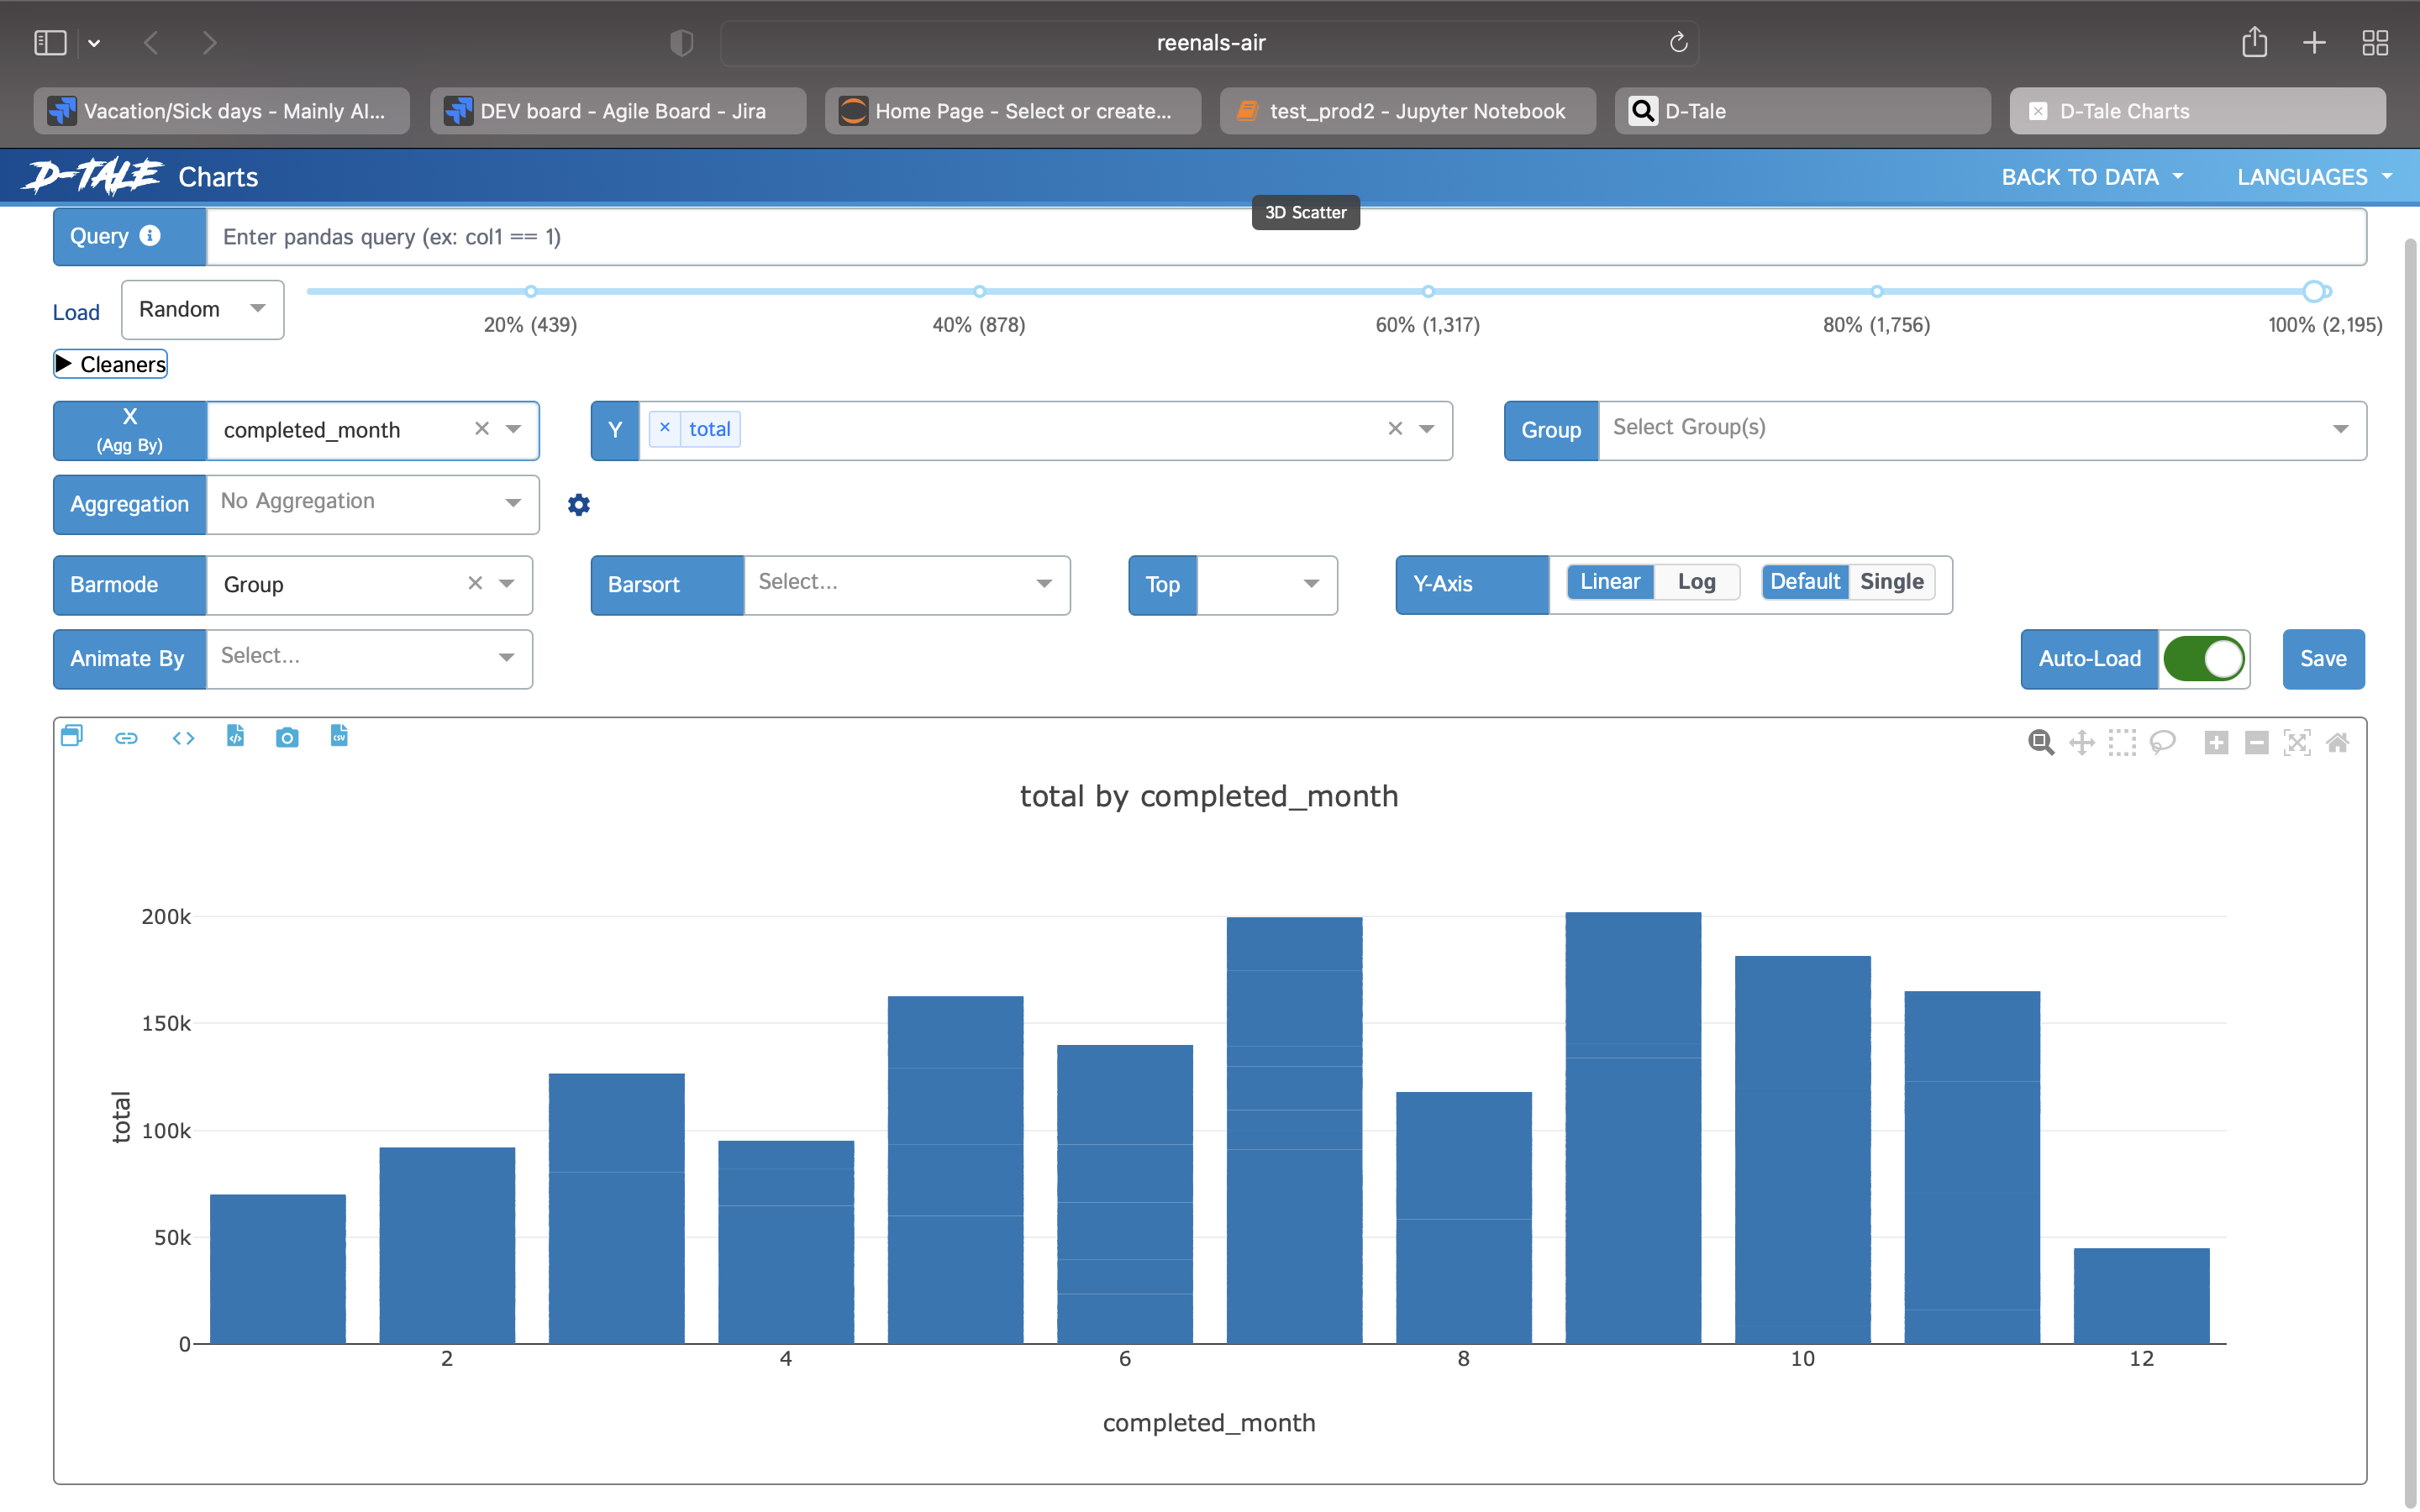 reenals-air
Vacation/Sick days - Mainly AI...
DEV board - Agile Board - Jira
Home Page - Select or create...
test_prod2 - Jupyter Notebook
D-Tale
D-Tale Charts
D-TALE Charts
BACK TO DATA
LANGUAGES
3D Scatter
Query
Enter pandas query (ex: col1 == 1)
Load
Random
20% (439)
40% (878)
60% (1,317)
80% (1,756)
100% (2,195)
Cleaners
X
(Agg By)
completed_month
Y
× total
Group
Select Group(s)
Aggregation
No Aggregation
Barmode
Group
Barsort
Select...
Top
Y-Axis
Linear
Log
Default
Single
Animate By
Select...
Auto-Load
Save
CSV
total by completed_month
200k
150k
100k
50k
0
total
2
4
6
8
10
12
completed_month